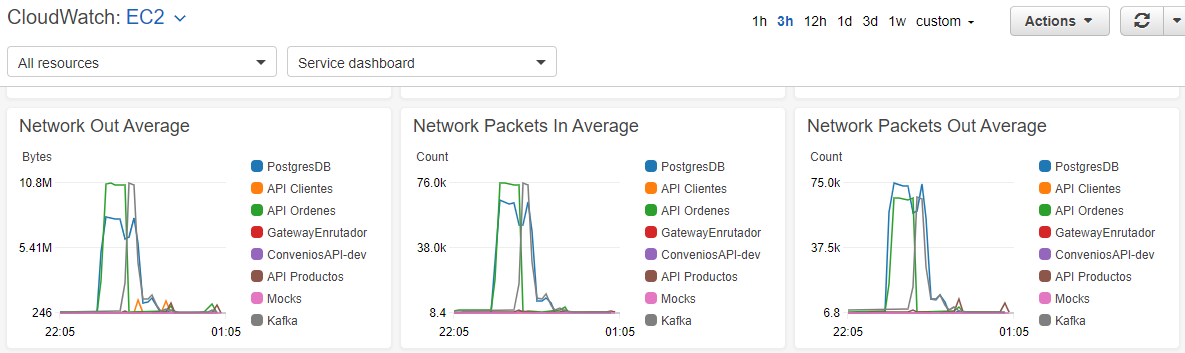 CloudWatch: EC2
1h 3h 12h 1d 3d 1w custom
Actions
All resources
Service dashboard
Network Out Average
Bytes
10.8M
5.41M
246
22:05
01:05
PostgresDB
API Clientes
API Ordenes
GatewayEnrutador
ConveniosAPI-dev
API Productos
Mocks
Kafka
Network Packets In Average
Count
76.0k
38.0k
8.4
22:05
01:05
PostgresDB
API Clientes
API Ordenes
GatewayEnrutador
ConveniosAPI-dev
API Productos
Mocks
Kafka
Network Packets Out Average
Count
75.0k
37.5k
6.8
22:05
01:05
PostgresDB
API Clientes
API Ordenes
GatewayEnrutador
ConveniosAPI-dev
API Productos
Mocks
Kafka